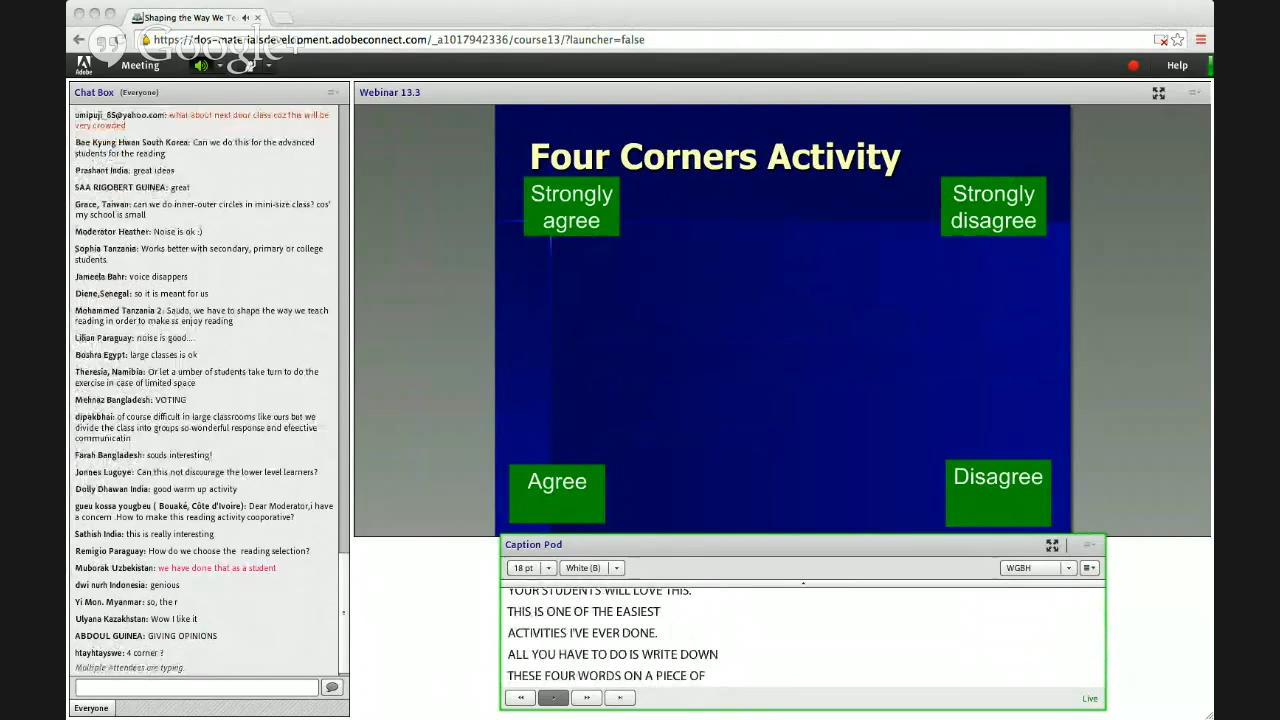 Shaping the Way We Te
Google+
https://dos-materialsdevelopment.adobeconnect.com/_a1017942336/course13/?launcher=false
Adobe
Meeting
Help
Chat Box (Everyone)
umipuji_65@yahoo.com: what about next door class coz this will be
very crowded
Bae Kyung Hwan South Korea: Can we do this for the advanced
students for the reading
Prashant India: great ideas
SAA RIGOBERT GUINEA: great
Grace, Taiwan: can we do inner-outer circles in mini-size class? cos'
my school is small
Moderator Heather: Noise is ok :)
Sophia Tanzania: Works better with secondary, primary or college
students.
Jameela Bahr: voice disappers
Diene,Senegal: so it is meant for us
Mohammed Tanzania 2: Sauda, we have to shape the way we teach
reading in order to make ss enjoy reading
Lilian Paraguay: noise is good....
Boshra Egypt: large classes is ok
Theresia, Namibia: Or let a umber of students take turn to do the
exercise in case of limited space
Mehnaz Bangladesh: VOTING
dipakbhai: of course difficult in large classrooms like ours but we
divide the class into groups so wonderful response and efeective
communicatin
Farah Bangladesh: souds interesting!
Jonnes Lugoye: Can this not discourage the lower level learners?
Dolly Dhawan India: good warm up activity
gueu kossa yougbeu ( Bouaké, Côte d'Ivoire): Dear Moderator,i have
a concern .How to make this reading activity cooporative?
Sathish India: this is really interesting
Remigio Paraguay: How do we choose the reading selection?
Muborak Uzbekistan: we have done that as a student
dwi nurh Indonesia: genious
Yi Mon. Myanmar: so, the r
Ulyana Kazakhstan: Wow I like it
ABDOUL GUINEA: GIVING OPINIONS
htayhtayswe: 4 corner ?
Multiple Attendees are typing.
Everyone
Webinar 13.3
Four Corners Activity
Strongly
agree
Strongly
disagree
Agree
Disagree
Caption Pod
18 pt
White (B)
WGBH
YOUR STUDENTS WILL LOVE THIS.
THIS IS ONE OF THE EASIEST
ACTIVITIES I'VE EVER DONE.
ALL YOU HAVE TO DO IS WRITE DOWN
THESE FOUR WORDS ON A PIECE OF
Live